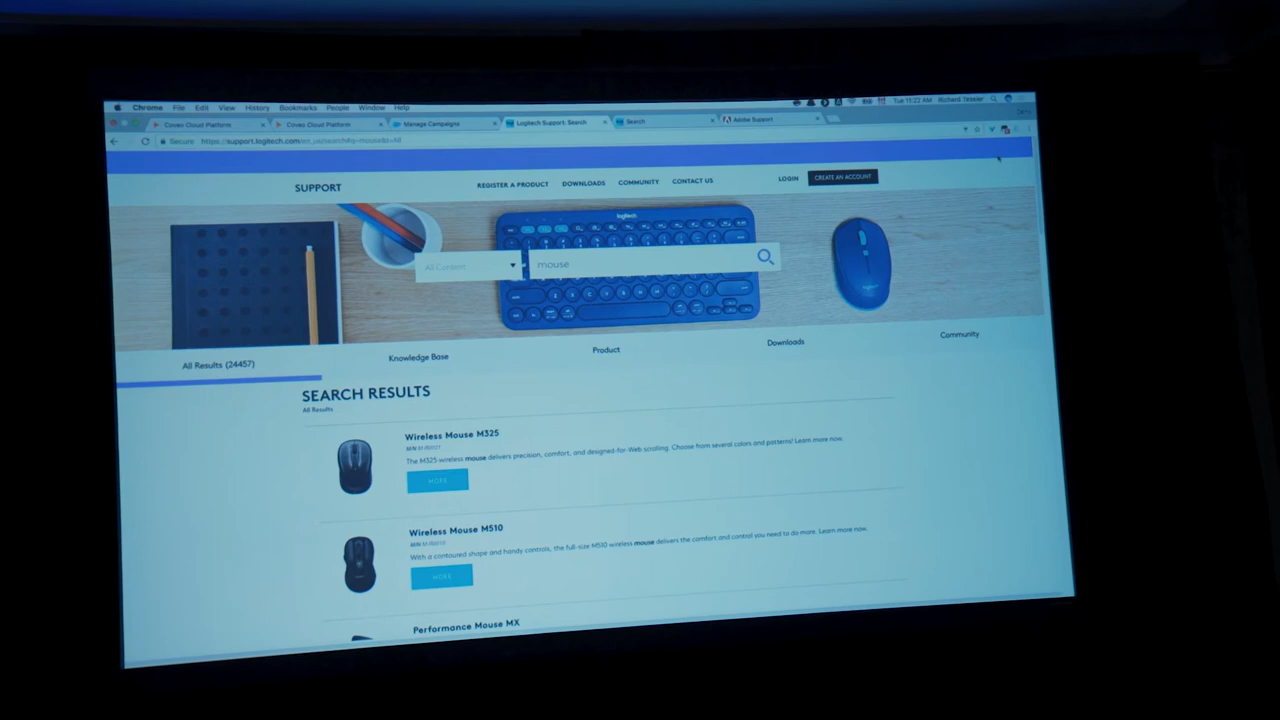 Chrome File Edit View History Bookmarks People Window Help Tue 11:22 AM Richard Tessier
Coveo Cloud Platform Coveo Cloud Platform Manage Campaigns Logitech Support: Search Search Adobe Support
Secure https://support.logitech.com/en_us/search#q=mouse&t=All
SUPPORT REGISTER A PRODUCT DOWNLOADS COMMUNITY CONTACT US LOGIN CREATE AN ACCOUNT
logitech
All Content mouse
All Results (24457) Knowledge Base Product Downloads Community
SEARCH RESULTS
All Results
Wireless Mouse M325
The M325 wireless mouse delivers precision, comfort, and designed-for-Web scrolling. Choose from several colors and patterns! Learn more now.
MORE
Wireless Mouse M510
With a contoured shape and handy controls, the full-size M510 wireless mouse delivers the comfort and control you need to do more. Learn more now.
MORE
Performance Mouse MX